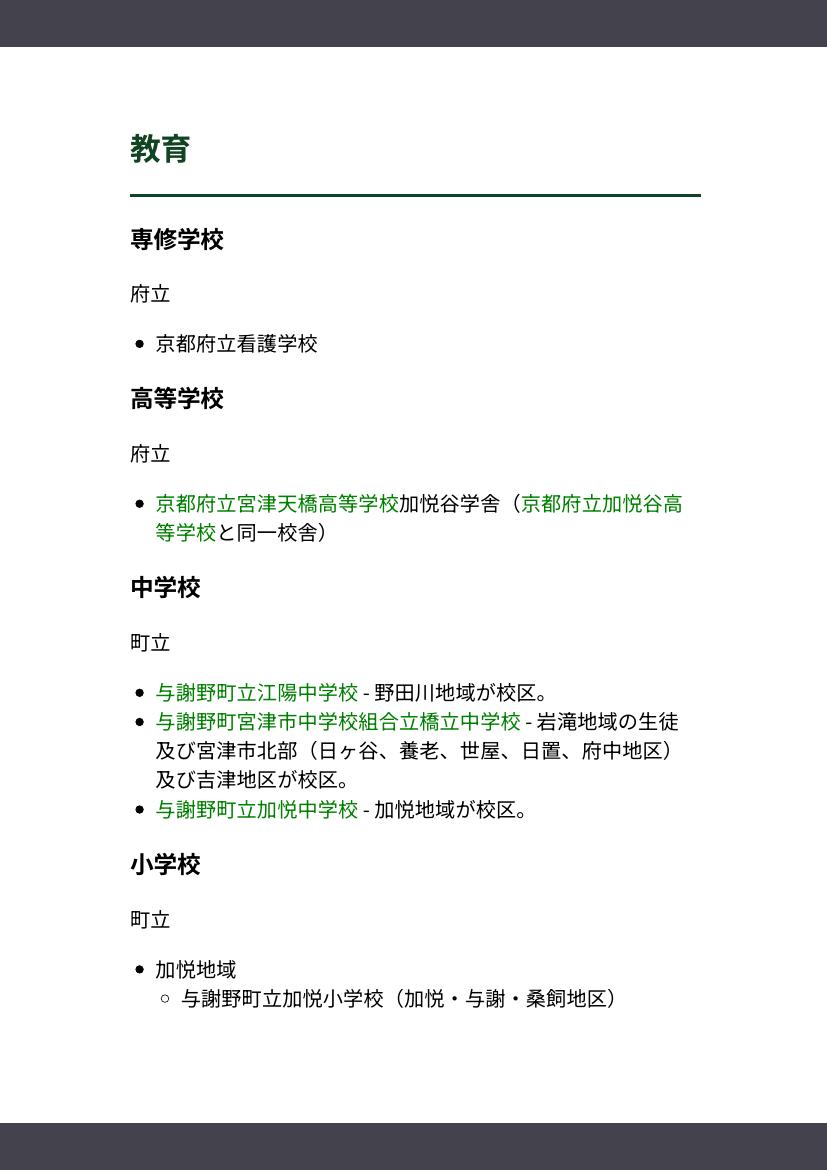 教育
専修学校
府立
京都府立看護学校
高等学校
府立
京都府立宮津天橋高等学校加悦谷学舎（京都府立加悦谷高
等学校と同一校舎）
中学校
町立
与謝野町立江陽中学校 - 野田川地域が校区。
与謝野町宮津市中学校組合立橋立中学校 - 岩滝地域の生徒
及び宮津市北部（日ヶ谷、養老、世屋、日置、府中地区）
及び吉津地区が校区。
与謝野町立加悦中学校 - 加悦地域が校区。
小学校
町立
加悦地域
与謝野町立加悦小学校（加悦・与謝・桑飼地区）